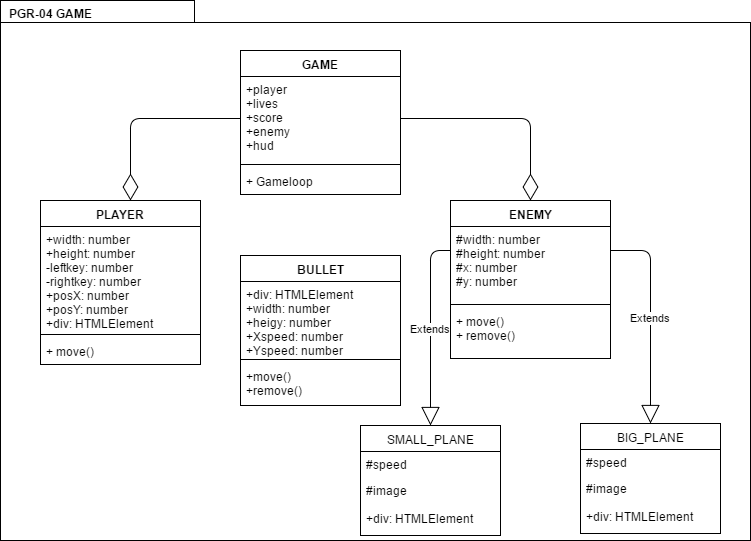 PGR-04 GAME
GAME
+player
+lives
+score
+enemy
+hud
+ Gameloop
PLAYER
+width: number
+height: number
-leftkey: number
-rightkey: number
+posX: number
+posY: number
+div: HTMLElement
+ move()
BULLET
+div: HTMLElement
+width: number
+heigy: number
+Xspeed: number
+Yspeed: number
+move()
+remove()
ENEMY
#width: number
#height: number
#x: number
#y: number
+ move()
+ remove()
Extends
Extends
SMALL_PLANE
#speed
#image
+div: HTMLElement
BIG_PLANE
#speed
#image
+div: HTMLElement